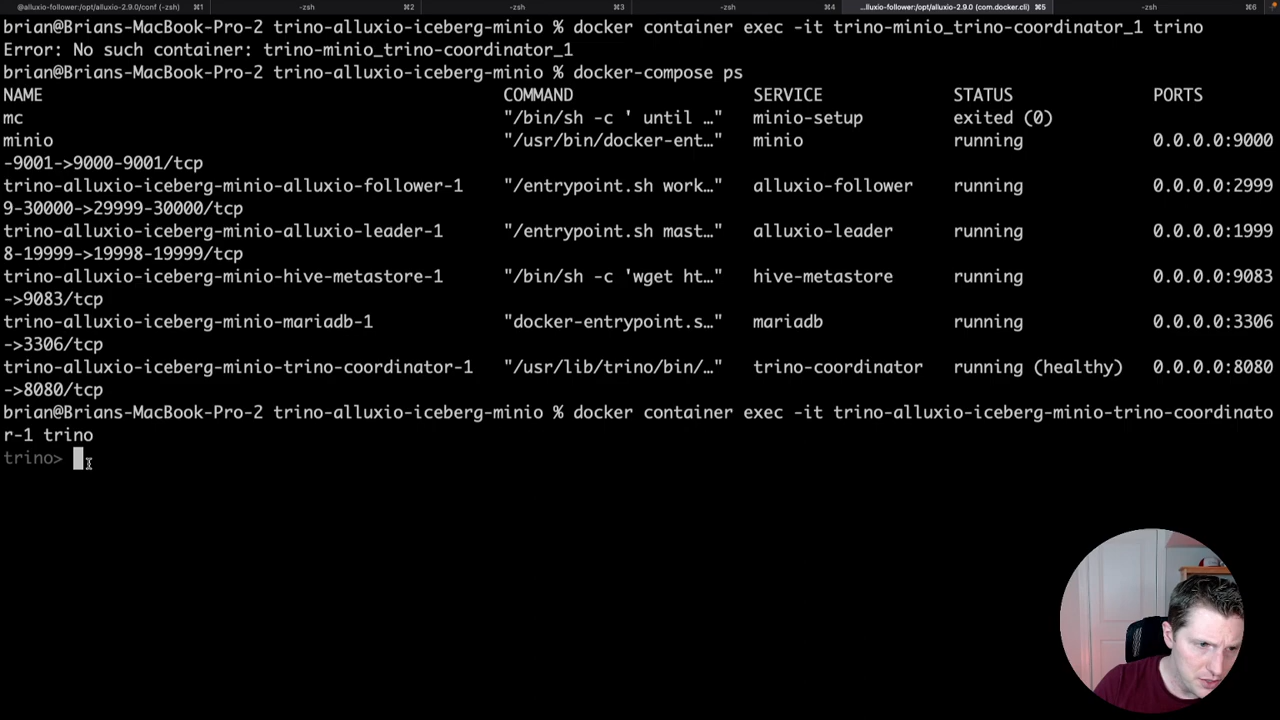 @alluxio-follower:/opt/alluxio-2.9.0/conf (-zsh) ⌘1 -zsh ⌘2 -zsh ⌘3 -zsh ⌘4 ...lluxio-follower:/opt/alluxio-2.9.0 (com.docker.cli) ⌘5 -zsh ⌘6
brian@Brians-MacBook-Pro-2 trino-alluxio-iceberg-minio % docker container exec -it trino-minio_trino-coordinator_1 trino
Error: No such container: trino-minio_trino-coordinator_1
brian@Brians-MacBook-Pro-2 trino-alluxio-iceberg-minio % docker-compose ps
NAME COMMAND SERVICE STATUS PORTS
mc "/bin/sh -c ' until …" minio-setup exited (0)
minio "/usr/bin/docker-ent…" minio running 0.0.0.0:9000
-9001->9000-9001/tcp
trino-alluxio-iceberg-minio-alluxio-follower-1 "/entrypoint.sh work…" alluxio-follower running 0.0.0.0:2999
9-30000->29999-30000/tcp
trino-alluxio-iceberg-minio-alluxio-leader-1 "/entrypoint.sh mast…" alluxio-leader running 0.0.0.0:1999
8-19999->19998-19999/tcp
trino-alluxio-iceberg-minio-hive-metastore-1 "/bin/sh -c 'wget ht…" hive-metastore running 0.0.0.0:9083
->9083/tcp
trino-alluxio-iceberg-minio-mariadb-1 "docker-entrypoint.s…" mariadb running 0.0.0.0:3306
->3306/tcp
trino-alluxio-iceberg-minio-trino-coordinator-1 "/usr/lib/trino/bin/…" trino-coordinator running (healthy) 0.0.0.0:8080
->8080/tcp
brian@Brians-MacBook-Pro-2 trino-alluxio-iceberg-minio % docker container exec -it trino-alluxio-iceberg-minio-trino-coordinato
r-1 trino
trino>